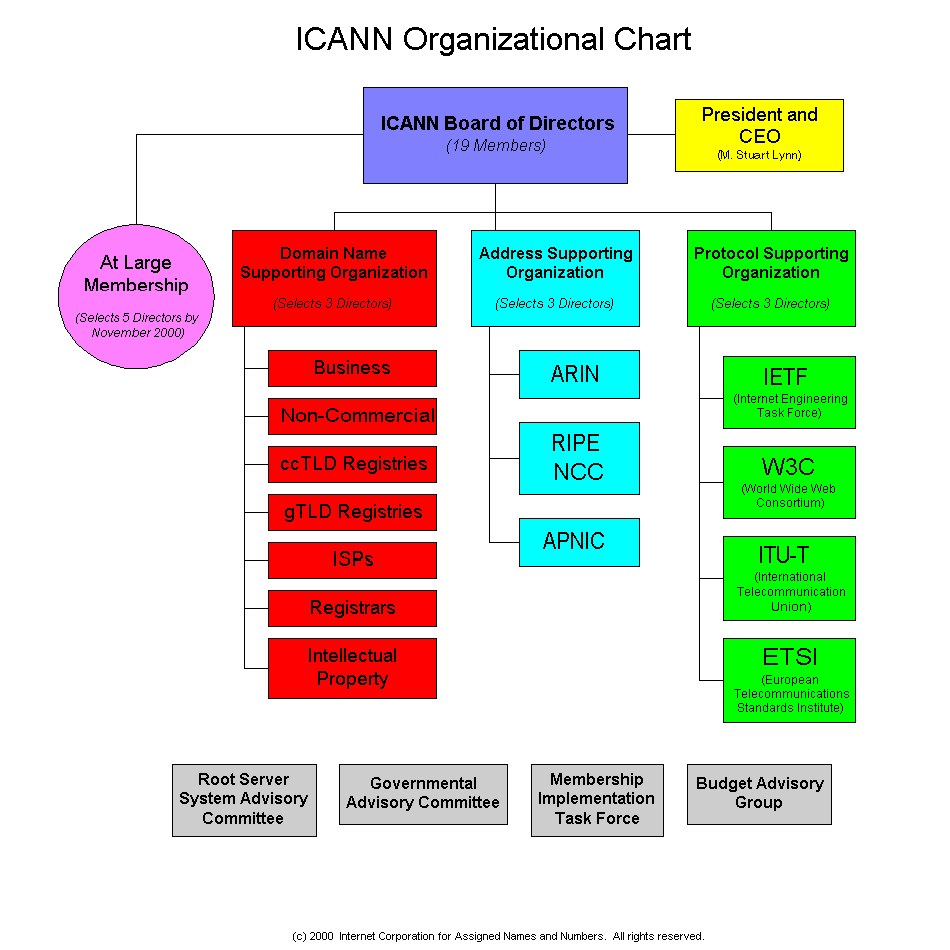 ICANN Organizational Chart
ICANN Board of Directors
(19 Members)
President and
CEO
(M. Stuart Lynn)
At Large
Membership
(Selects 5 Directors by
November 2000)
Domain Name
Supporting Organization
(Selects 3 Directors)
Business
Non-Commercial
ccTLD Registries
gTLD Registries
ISPs
Registrars
Intellectual
Property
Address Supporting
Organization
(Selects 3 Directors)
ARIN
RIPE
NCC
APNIC
Protocol Supporting
Organization
(Selects 3 Directors)
IETF
(Internet Engineering
Task Force)
W3C
(World Wide Web
Consortium)
ITU-T
(International
Telecommunication
Union)
ETSI
(European
Telecommunications
Standards Institute)
Root Server
System Advisory
Committee
Governmental
Advisory Committee
Membership
Implementation
Task Force
Budget Advisory
Group
(c) 2000 Internet Corporation for Assigned Names and Numbers. All rights reserved.